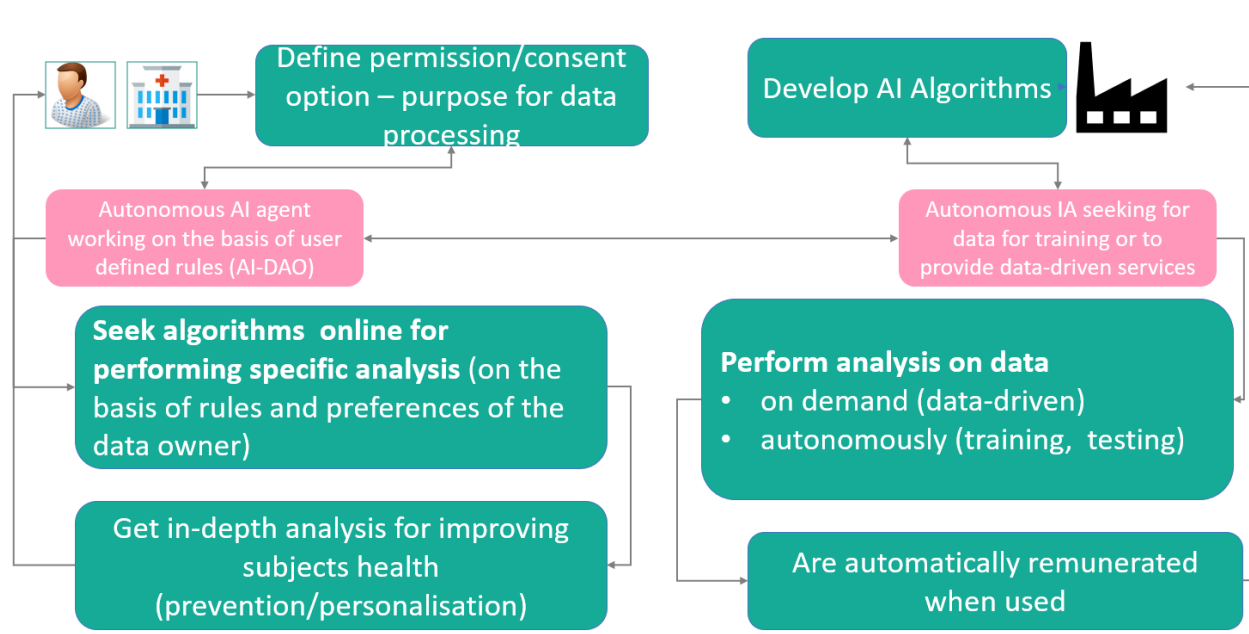 Define permission/consent
option – purpose for data
processing
Develop AI Algorithms
Autonomous AI agent
working on the basis of user
defined rules (AI-DAO)
Autonomous IA seeking for
data for training or to
provide data-driven services
Seek algorithms online for
performing specific analysis (on the
basis of rules and preferences of the
data owner)
Perform analysis on data
• on demand (data-driven)
• autonomously (training, testing)
Get in-depth analysis for improving
subjects health
(prevention/personalisation)
Are automatically remunerated
when used